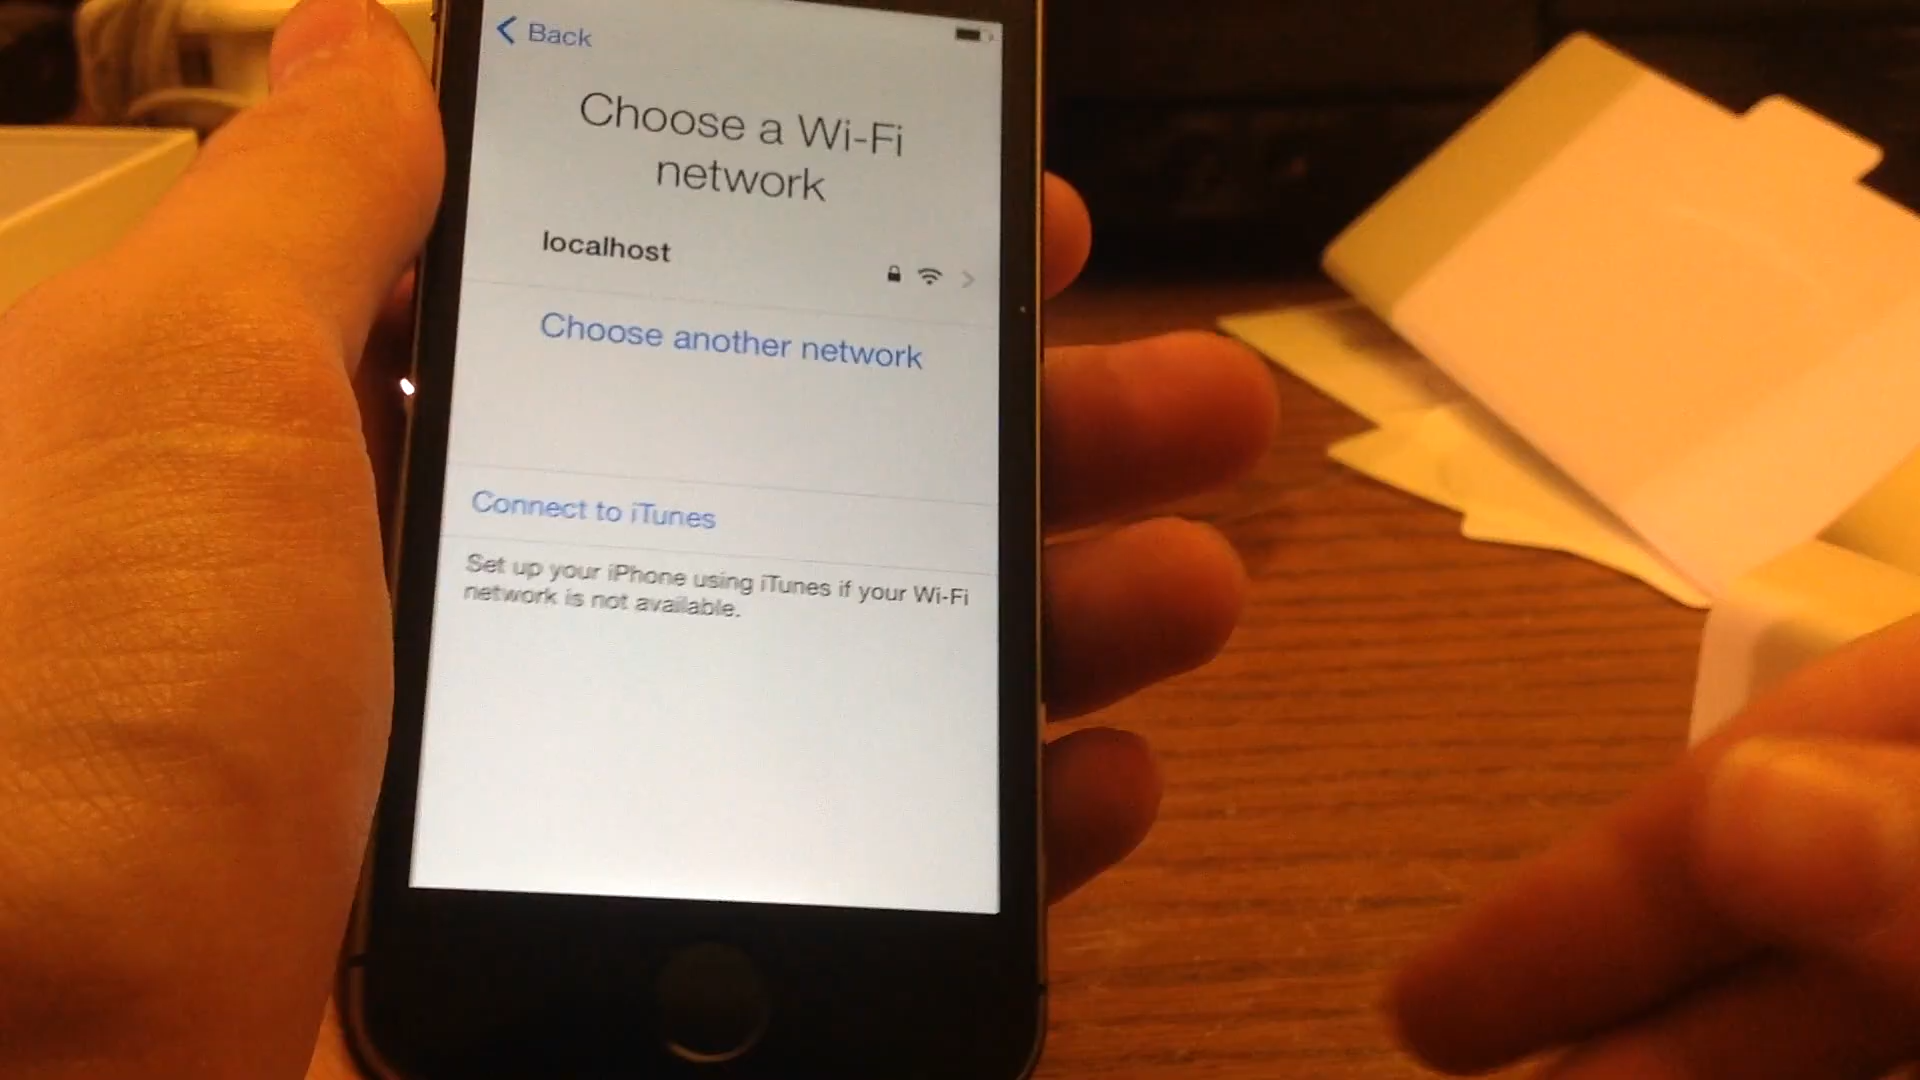 Back
Choose a Wi-Fi
network
localhost
Choose another network
Connect to iTunes
Set up your iPhone using iTunes if your Wi-Fi
network is not available.